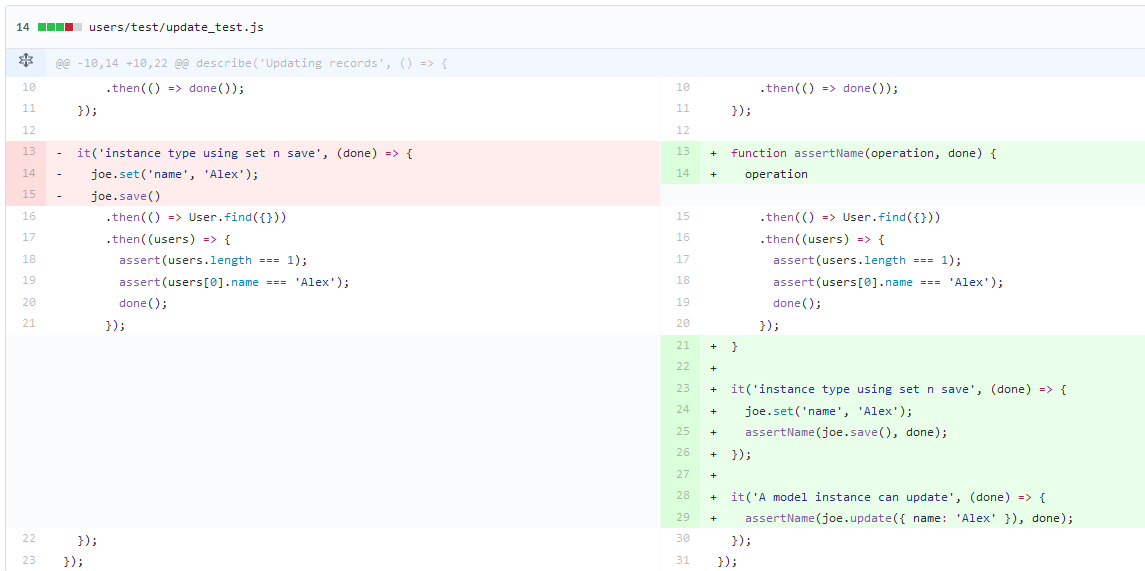 14 users/test/update_test.js
@@ -10,14 +10,22 @@ describe('Updating records', () => {
10 .then(() => done());
11 });
12
13 - it('instance type using set n save', (done) => {
14 - joe.set('name', 'Alex');
15 - joe.save()
16 .then(() => User.find({}))
17 .then((users) => {
18 assert(users.length === 1);
19 assert(users[0].name === 'Alex');
20 done();
21 });
22 });
23 });
10 .then(() => done());
11 });
12
13 + function assertName(operation, done) {
14 + operation
15 .then(() => User.find({}))
16 .then((users) => {
17 assert(users.length === 1);
18 assert(users[0].name === 'Alex');
19 done();
20 });
21 + }
22 +
23 + it('instance type using set n save', (done) => {
24 + joe.set('name', 'Alex');
25 + assertName(joe.save(), done);
26 + });
27 +
28 + it('A model instance can update', (done) => {
29 + assertName(joe.update({ name: 'Alex' }), done);
30 });
31 });